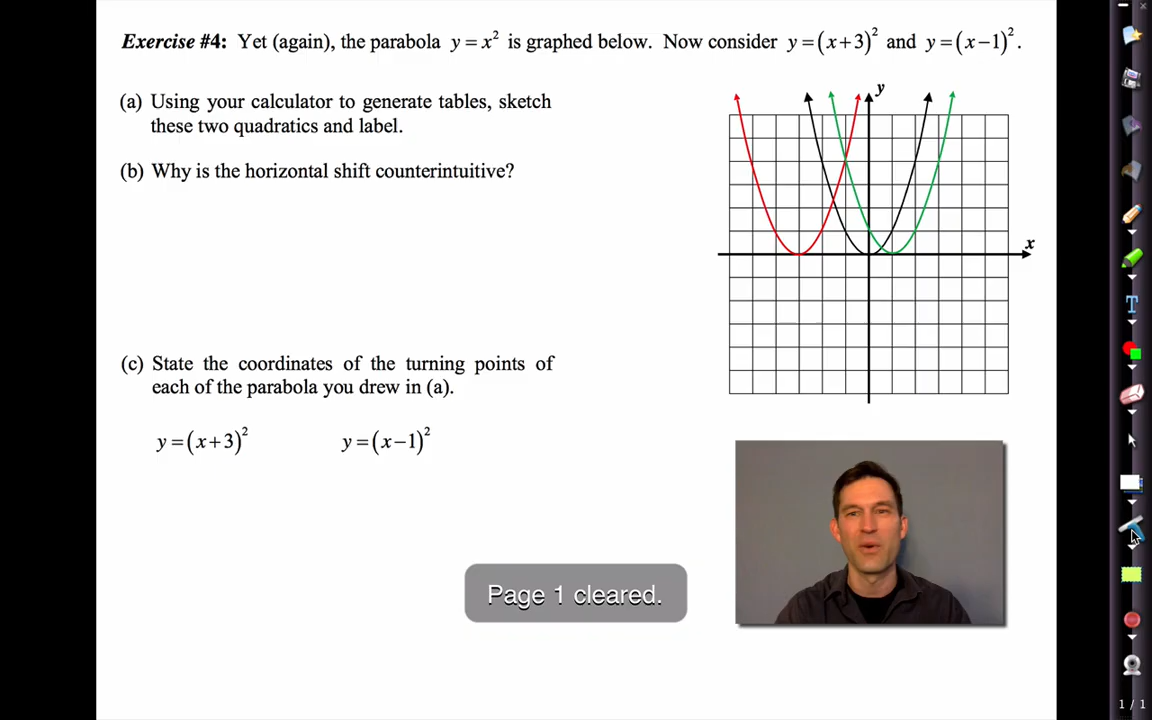 Exercise #4: Yet (again), the parabola y = x² is graphed below. Now consider y = (x+3)² and y = (x−1)².
(a) Using your calculator to generate tables, sketch
these two quadratics and label.
(b) Why is the horizontal shift counterintuitive?
y
x
(c) State the coordinates of the turning points of
each of the parabola you drew in (a).
y = (x+3)² y = (x−1)²
Page 1 cleared.
T
1 / 1